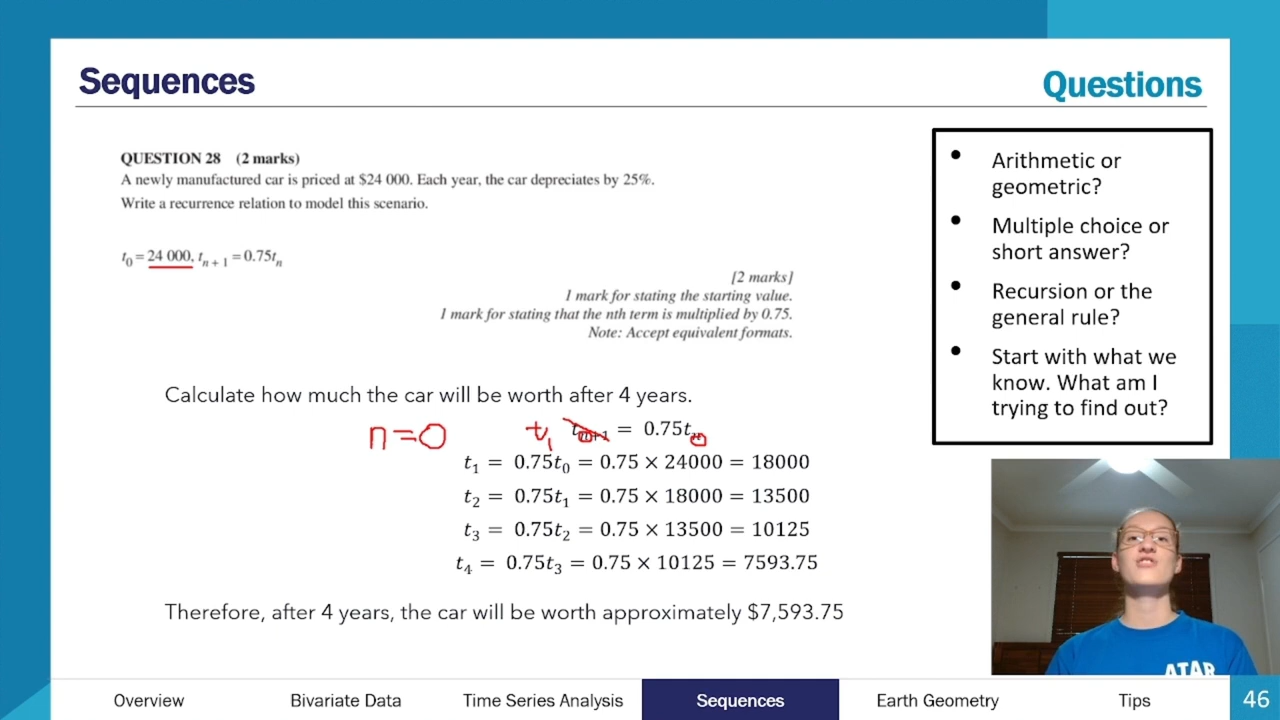 Sequences
Questions
QUESTION 28 (2 marks)
A newly manufactured car is priced at $24 000. Each year, the car depreciates by 25%.
Write a recurrence relation to model this scenario.
t₀ = 24 000, tₙ₊₁ = 0.75tₙ
[2 marks]
1 mark for stating the starting value.
1 mark for stating that the nth term is multiplied by 0.75.
Note: Accept equivalent formats.
Calculate how much the car will be worth after 4 years.
n=0 t₁ tₙ₊₁ = 0.75tₙ 0
t₁ = 0.75t₀ = 0.75 × 24000 = 18000
t₂ = 0.75t₁ = 0.75 × 18000 = 13500
t₃ = 0.75t₂ = 0.75 × 13500 = 10125
t₄ = 0.75t₃ = 0.75 × 10125 = 7593.75
Therefore, after 4 years, the car will be worth approximately $7,593.75
• Arithmetic or
geometric?
• Multiple choice or
short answer?
• Recursion or the
general rule?
• Start with what we
know. What am I
trying to find out?
ATAR
Overview Bivariate Data Time Series Analysis Sequences Earth Geometry Tips 46